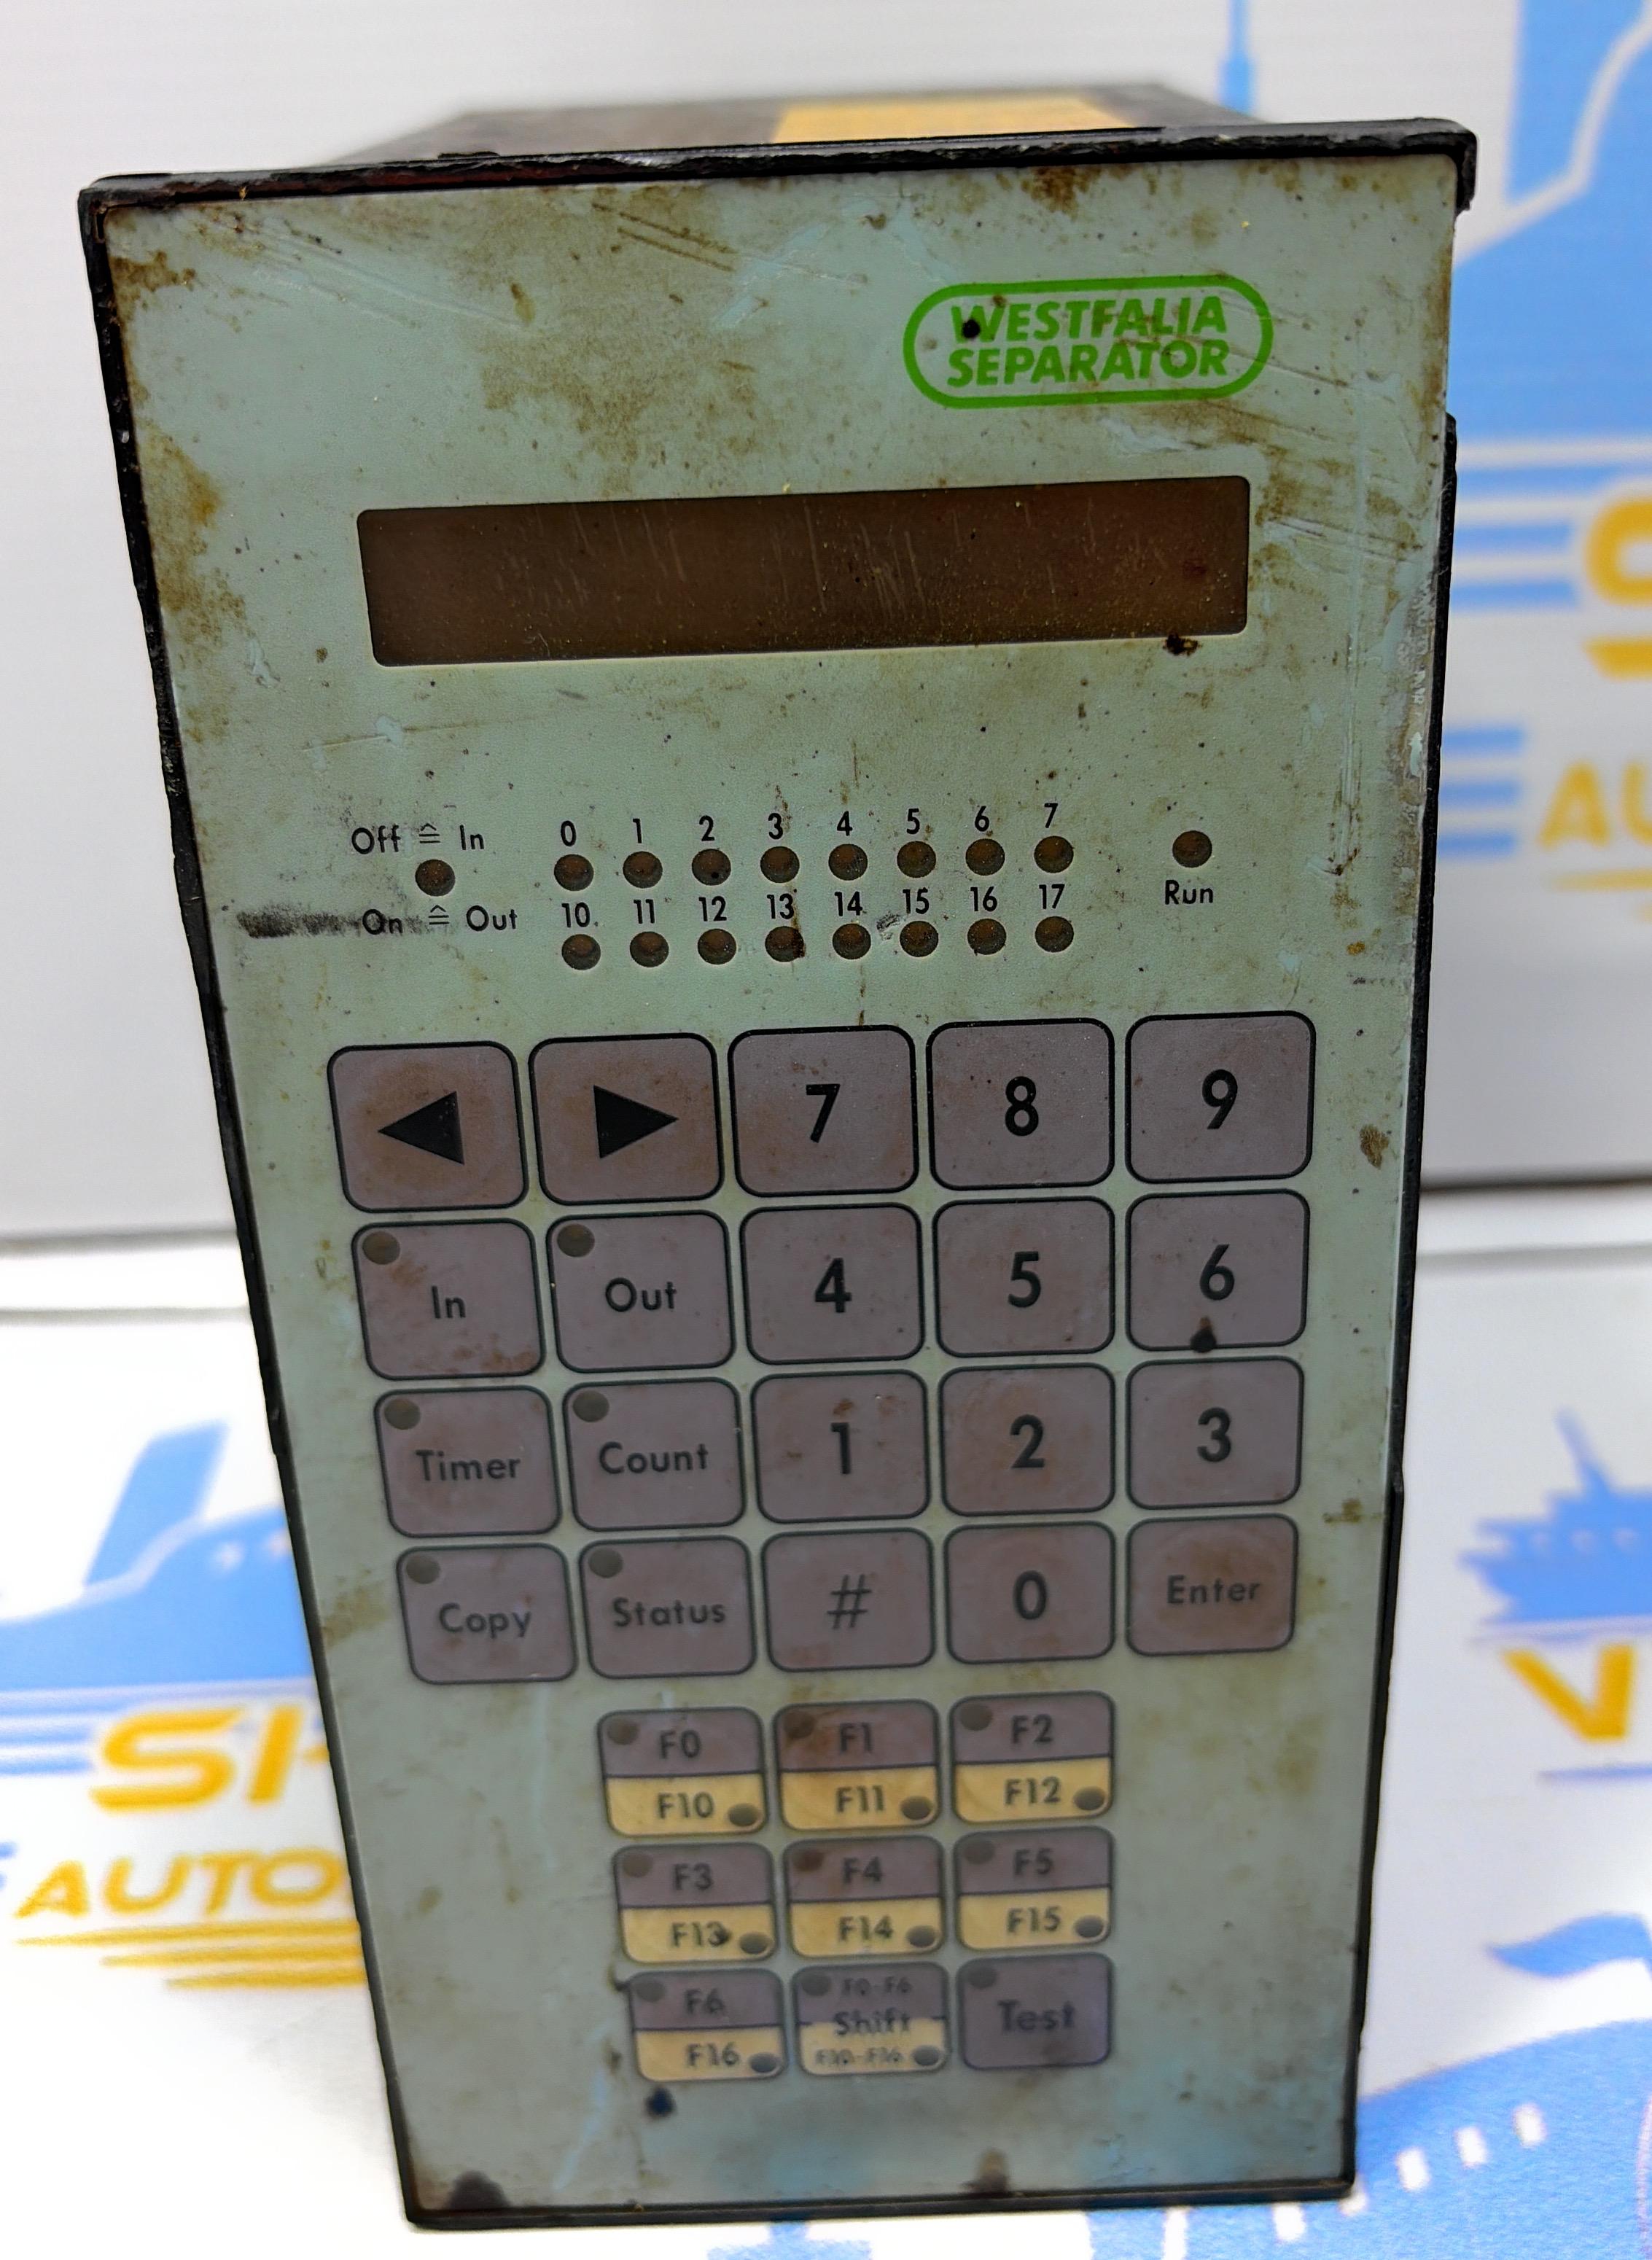 WESTFALIA
SEPARATOR
Off ≙ In
0 1 2 3 4 5 6 7
On ≙ Out
10 11 12 13 14 15 16 17
Run
◀ ▶ 7 8 9
In Out 4 5 6
Timer Count 1 2 3
Copy Status # 0 Enter
F0 F1 F2
F10 F11 F12
F3 F4 F5
F13 F14 F15
F6 F0-F6
Shift Test
F16 F10-F16
AUTO